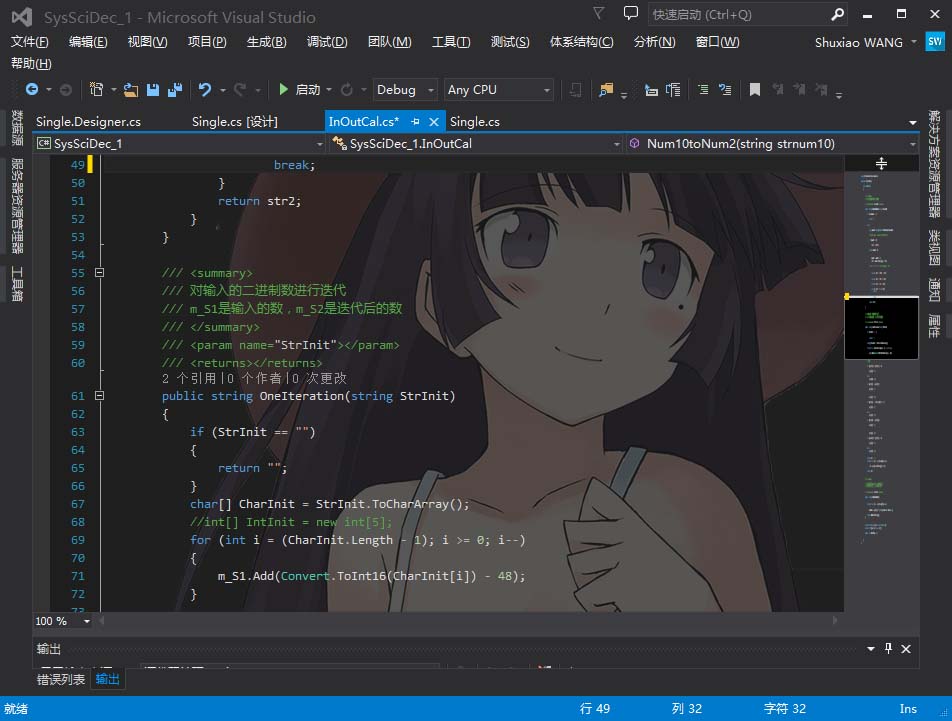 SysSciDec_1 - Microsoft Visual Studio
快速启动 (Ctrl+Q)
文件(F) 编辑(E) 视图(V) 项目(P) 生成(B) 调试(D) 团队(M) 工具(T) 测试(S) 体系结构(C) 分析(N) 窗口(W) Shuxiao WANG SW
帮助(H)
启动 Debug Any CPU
数据源
服务器资源管理器
工具箱
Single.Designer.cs Single.cs [设计] InOutCal.cs* Single.cs
C# SysSciDec_1 SysSciDec_1.InOutCal Num10toNum2(string strnum10)
49 break;
50 }
51 return str2;
52 }
53 }
54
55 /// <summary>
56 /// 对输入的二进制数进行迭代
57 /// m_S1是输入的数，m_S2是迭代后的数
58 /// </summary>
59 /// <param name="StrInit"></param>
60 /// <returns></returns>
2 个引用|0 个作者|0 次更改
61 public string OneIteration(string StrInit)
62 {
63 if (StrInit == "")
64 {
65 return "";
66 }
67 char[] CharInit = StrInit.ToCharArray();
68 //int[] IntInit = new int[5];
69 for (int i = (CharInit.Length - 1); i >= 0; i--)
70 {
71 m_S1.Add(Convert.ToInt16(CharInit[i]) - 48);
72 }
73
解决方案资源管理器
类视图
通知
属性
100 %
输出
错误列表 输出
就绪 行 49 列 32 字符 32 Ins